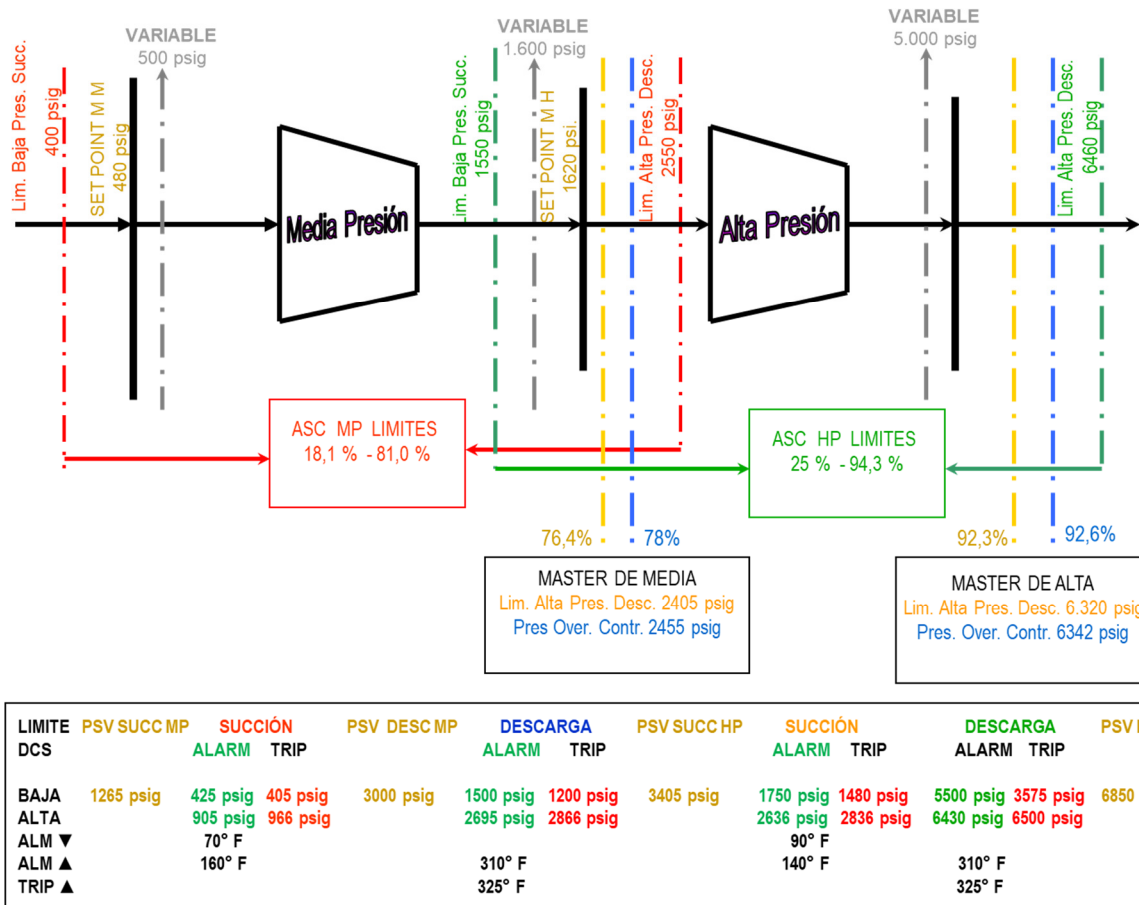 VARIABLE
500 psig
VARIABLE
1.600 psig
VARIABLE
5.000 psig
Lim. Baja Pres. Succ.
400 psig
SET POINT M M
480 psig
Lim. Baja Pres. Succ.
1550 psig
SET POINT M H
1620 psi.
Lim. Alta Pres. Desc.
2550 psig
Lim. Alta Pres. Desc.
6460 psig
Media Presión
Alta Presión
ASC MP LIMITES
18,1 % - 81,0 %
ASC HP LIMITES
25 % - 94,3 %
76,4% 78%
92,3% 92,6%
MASTER DE MEDIA
Lim. Alta Pres. Desc. 2405 psig
Pres Over. Contr. 2455 psig
MASTER DE ALTA
Lim. Alta Pres. Desc. 6.320 psig
Pres. Over. Contr. 6342 psig
LIMITE PSV SUCC MP SUCCIÓN PSV DESC MP DESCARGA PSV SUCC HP SUCCIÓN DESCARGA PSV
DCS ALARM TRIP ALARM TRIP ALARM TRIP ALARM TRIP
BAJA 1265 psig 425 psig 405 psig 3000 psig 1500 psig 1200 psig 3405 psig 1750 psig 1480 psig 5500 psig 3575 psig 6850
ALTA 905 psig 966 psig 2695 psig 2866 psig 2636 psig 2836 psig 6430 psig 6500 psig
ALM ▼ 70° F 90° F
ALM ▲ 160° F 310° F 140° F 310° F
TRIP ▲ 325° F 325° F